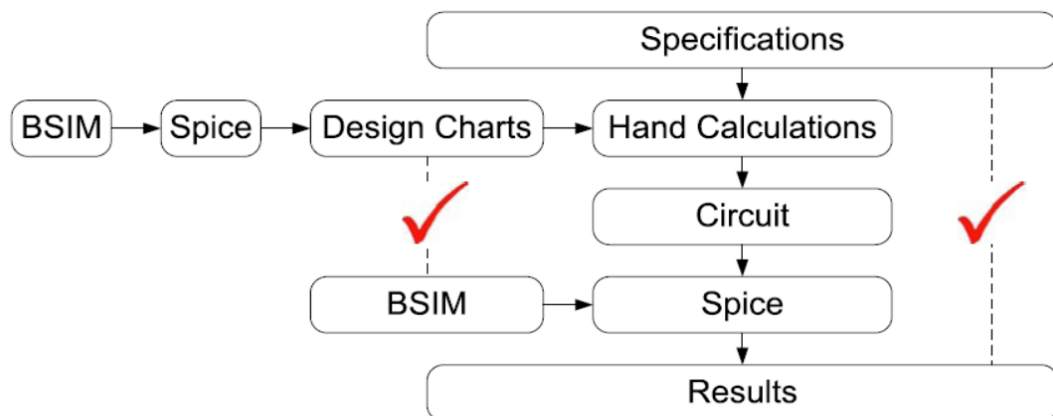 Specifications
BSIM
Spice
Design Charts
Hand Calculations
Circuit
BSIM
Spice
Results